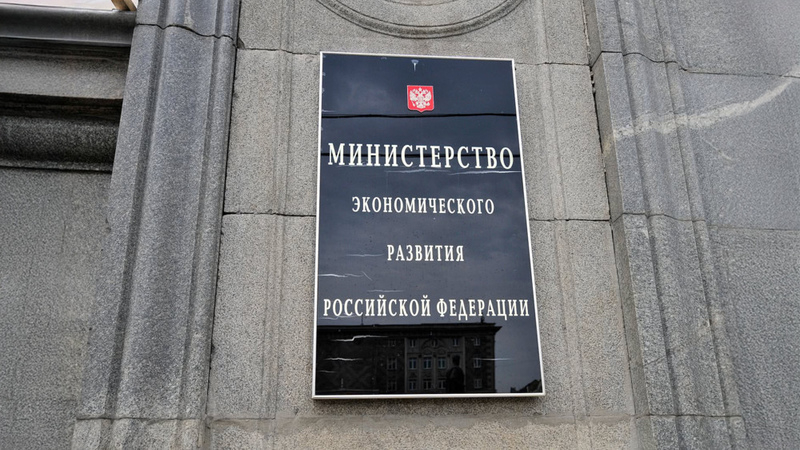 МИНИСТЕРСТВО
ЭКОНОМИЧЕСКОГО
РАЗВИТИЯ
РОССИЙСКОЙ ФЕДЕРАЦИИ